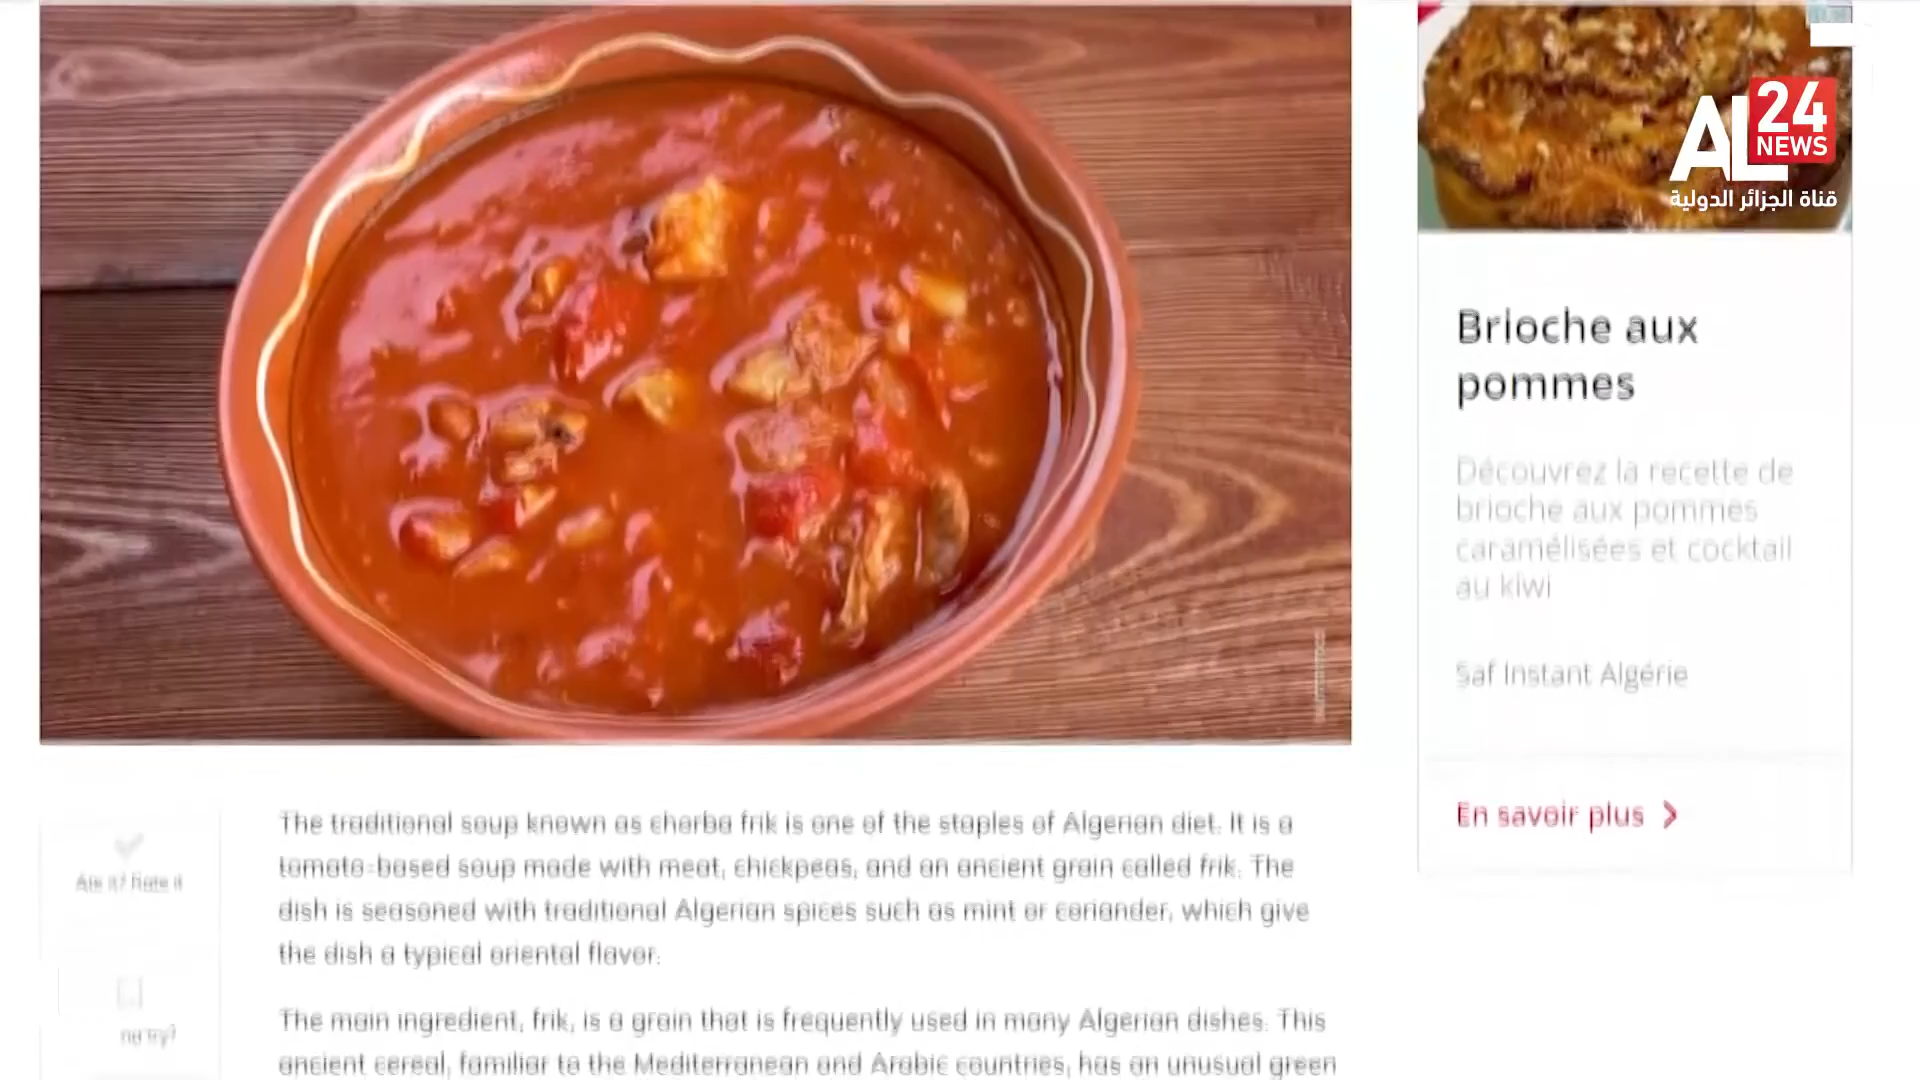 AL
24
NEWS
قناة الجزائر الدولية
Brioche aux
pommes
Découvrez la recette de
brioche aux pommes
caramélisées et cocktail
au kiwi
Saf Instant Algérie
En savoir plus
The traditional soup known as chorba frik is one of the staples of Algerian diet. It is a
tomato-based soup made with meat, chickpeas, and an ancient grain called frik. The
dish is seasoned with traditional Algerian spices such as mint or coriander, which give
the dish a typical oriental flavor.
Ate it? Rate it
try?
The main ingredient, frik, is a grain that is frequently used in many Algerian dishes. This
ancient cereal, familiar to the Mediterranean and Arabic countries, has an unusual green